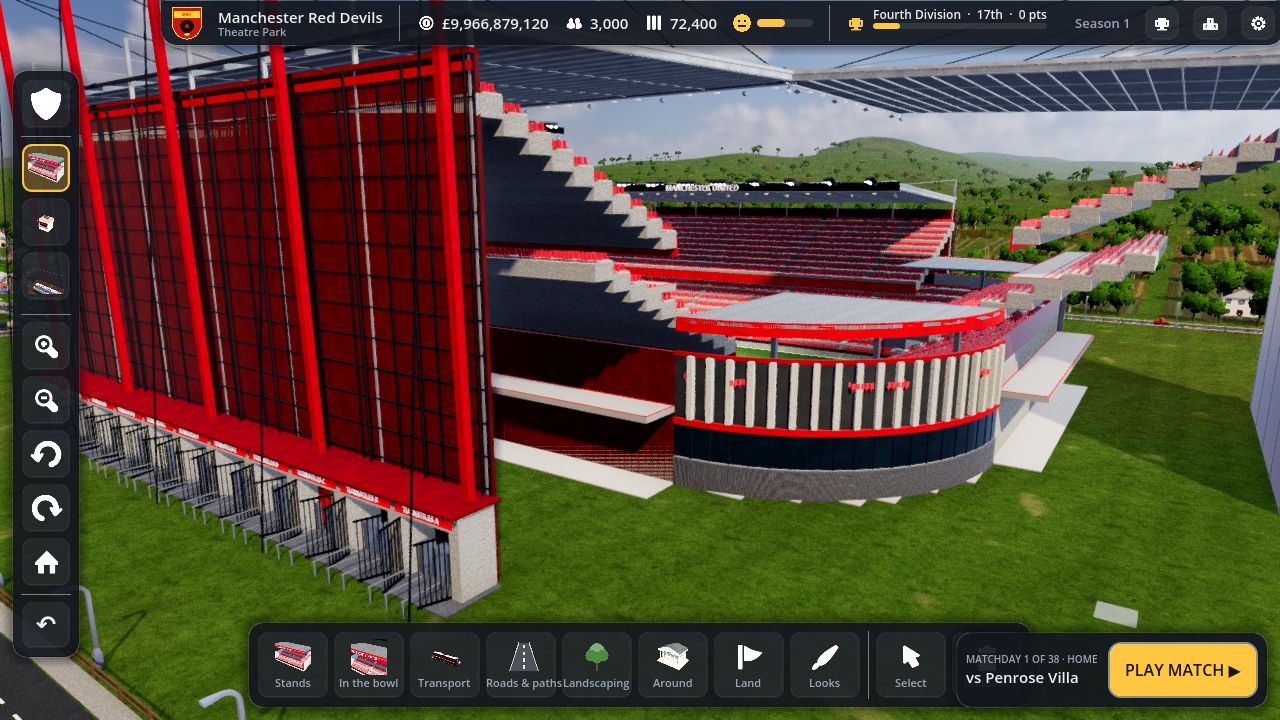 Manchester Red Devils
Theatre Park
£9,966,879,120
3,000
72,400
Fourth Division · 17th · 0 pts
Season 1
MANCHESTER UNITED
Stands
In the bowl
Transport
Roads & paths
Landscaping
Around
Land
Looks
Select
MATCHDAY 1 OF 38 · HOME
vs Penrose Villa
PLAY MATCH ▶